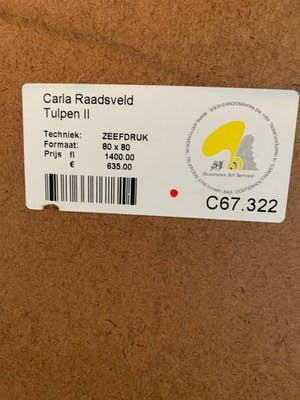 Carla Raadsveld
Tulpen II
Techniek: ZEEFDRUK
Formaat: 80 x 80
Prijs fl 1400.00
€ 635.00
Business Art Service
C67.322